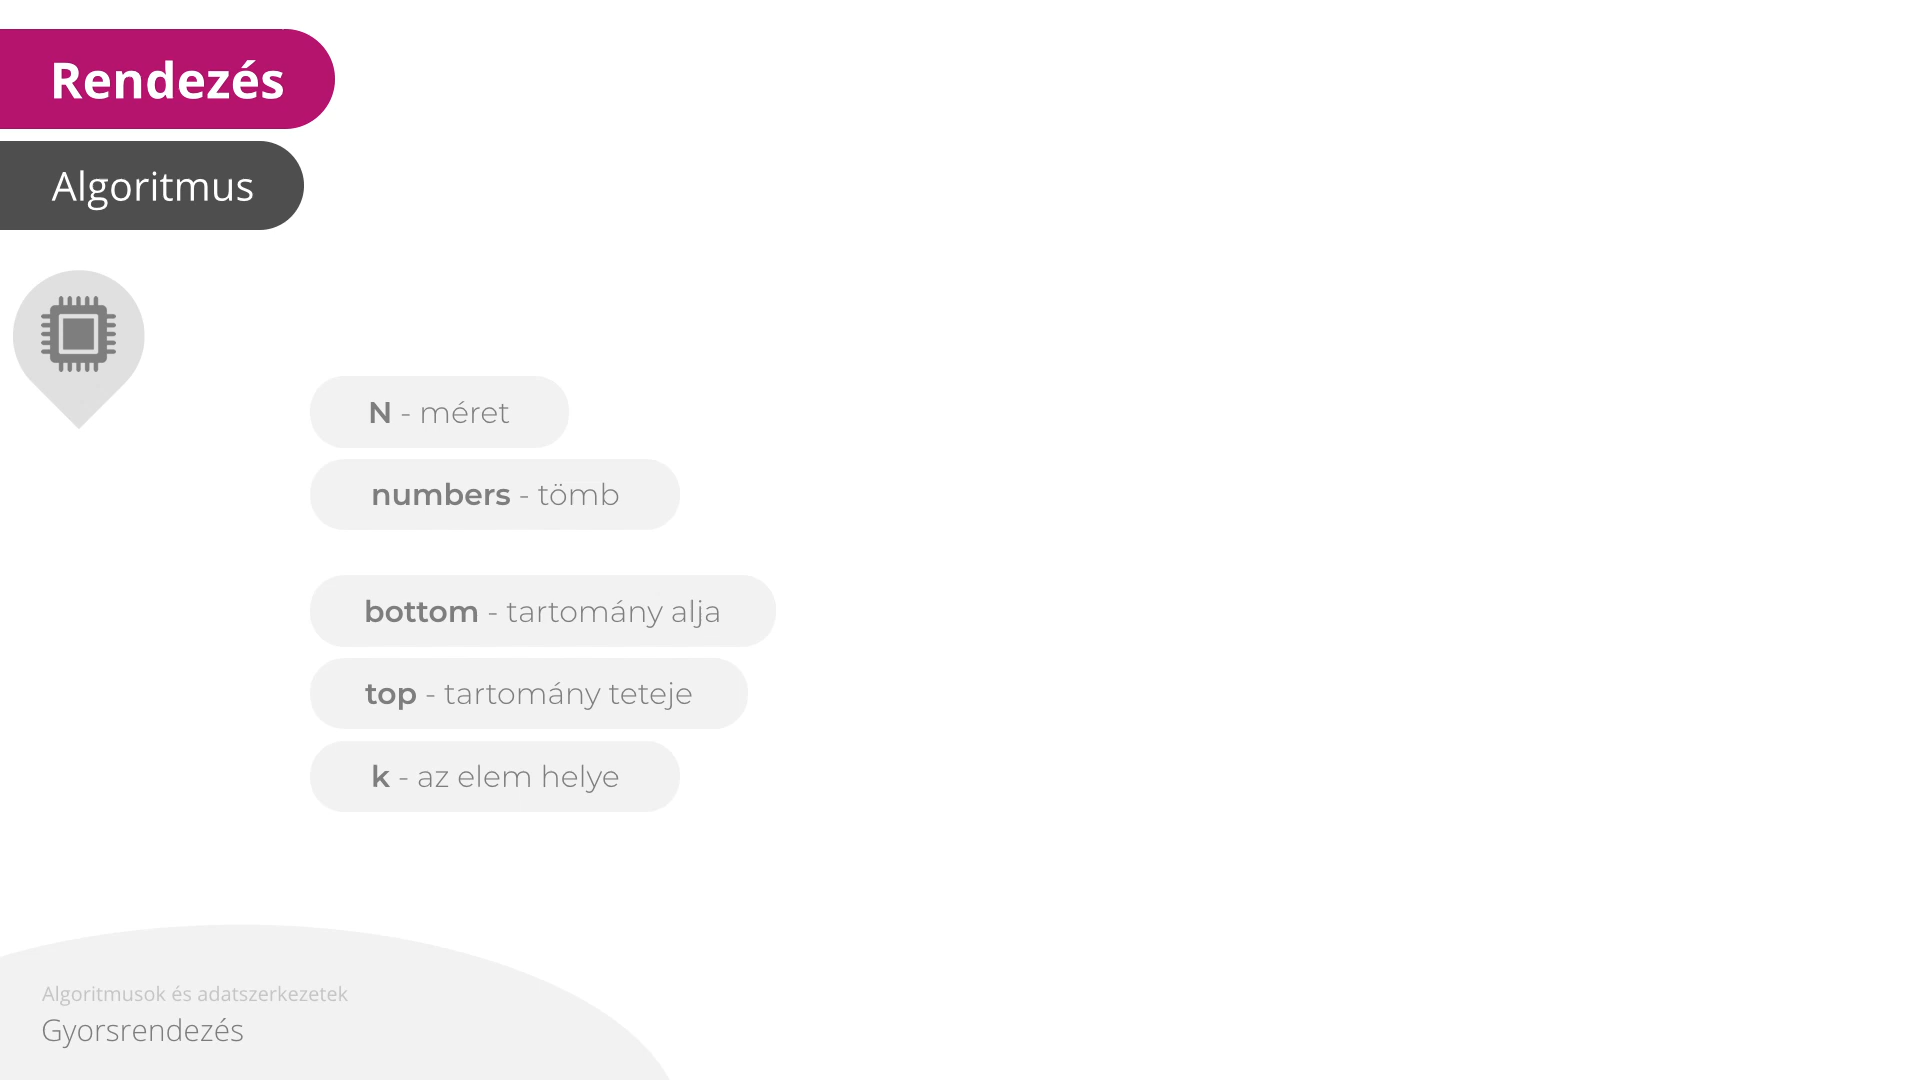 Rendezés
Algoritmus
N - méret
numbers - tömb
bottom - tartomány alja
top - tartomány teteje
k - az elem helye
Algoritmusok és adatszerkezetek
Gyorsrendezés